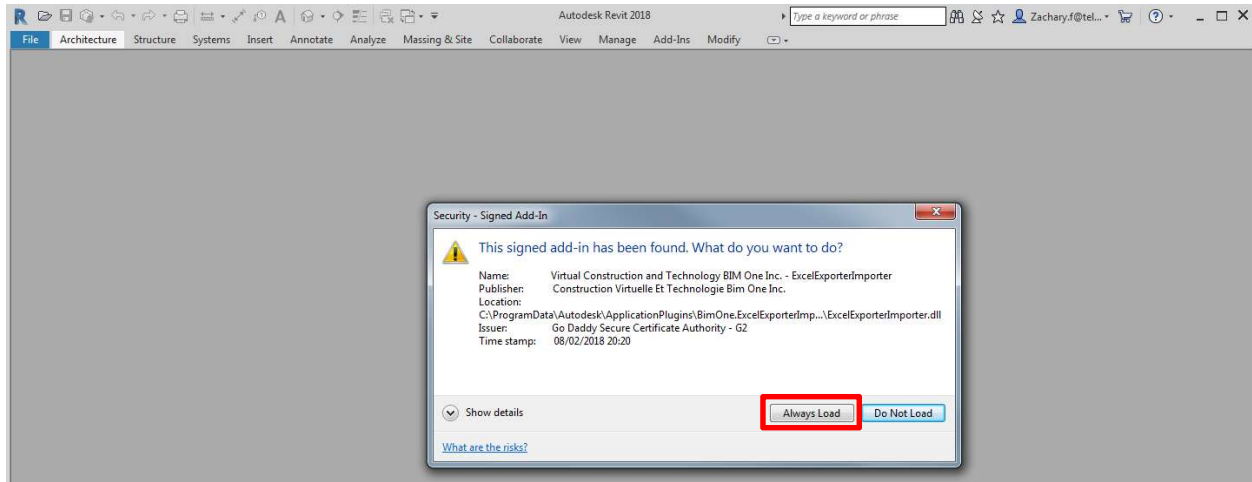 Autodesk Revit 2018
Type a keyword or phrase
Zachary.f@tel...
File Architecture Structure Systems Insert Annotate Analyze Massing & Site Collaborate View Manage Add-Ins Modify
Security - Signed Add-In
This signed add-in has been found. What do you want to do?
Name: Virtual Construction and Technology BIM One Inc. - ExcelExporterImporter
Publisher: Construction Virtuelle Et Technologie Bim One Inc.
Location:
C:\ProgramData\Autodesk\ApplicationPlugins\BimOne.ExcelExporterImp...\ExcelExporterImporter.dll
Issuer: Go Daddy Secure Certificate Authority - G2
Time stamp: 08/02/2018 20:20
Show details
Always Load
Do Not Load
What are the risks?